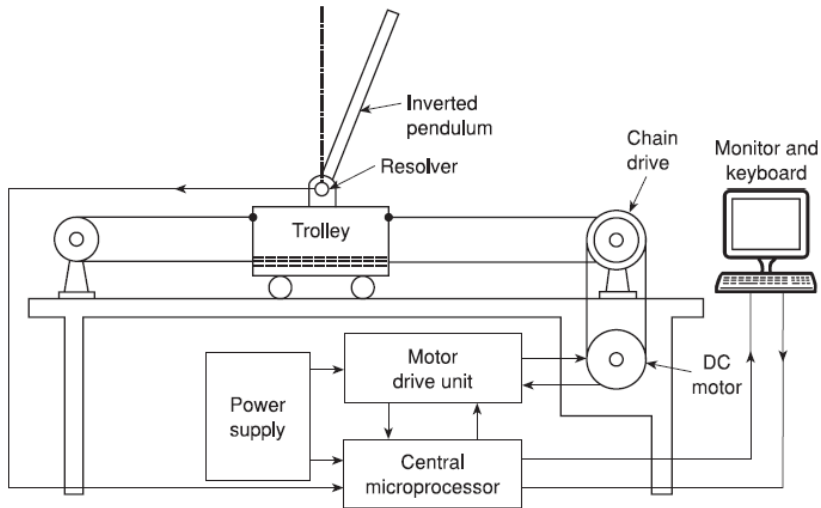 Inverted
pendulum
Resolver
Chain
drive
Monitor and
keyboard
Trolley
Motor
drive unit
DC
motor
Power
supply
Central
microprocessor